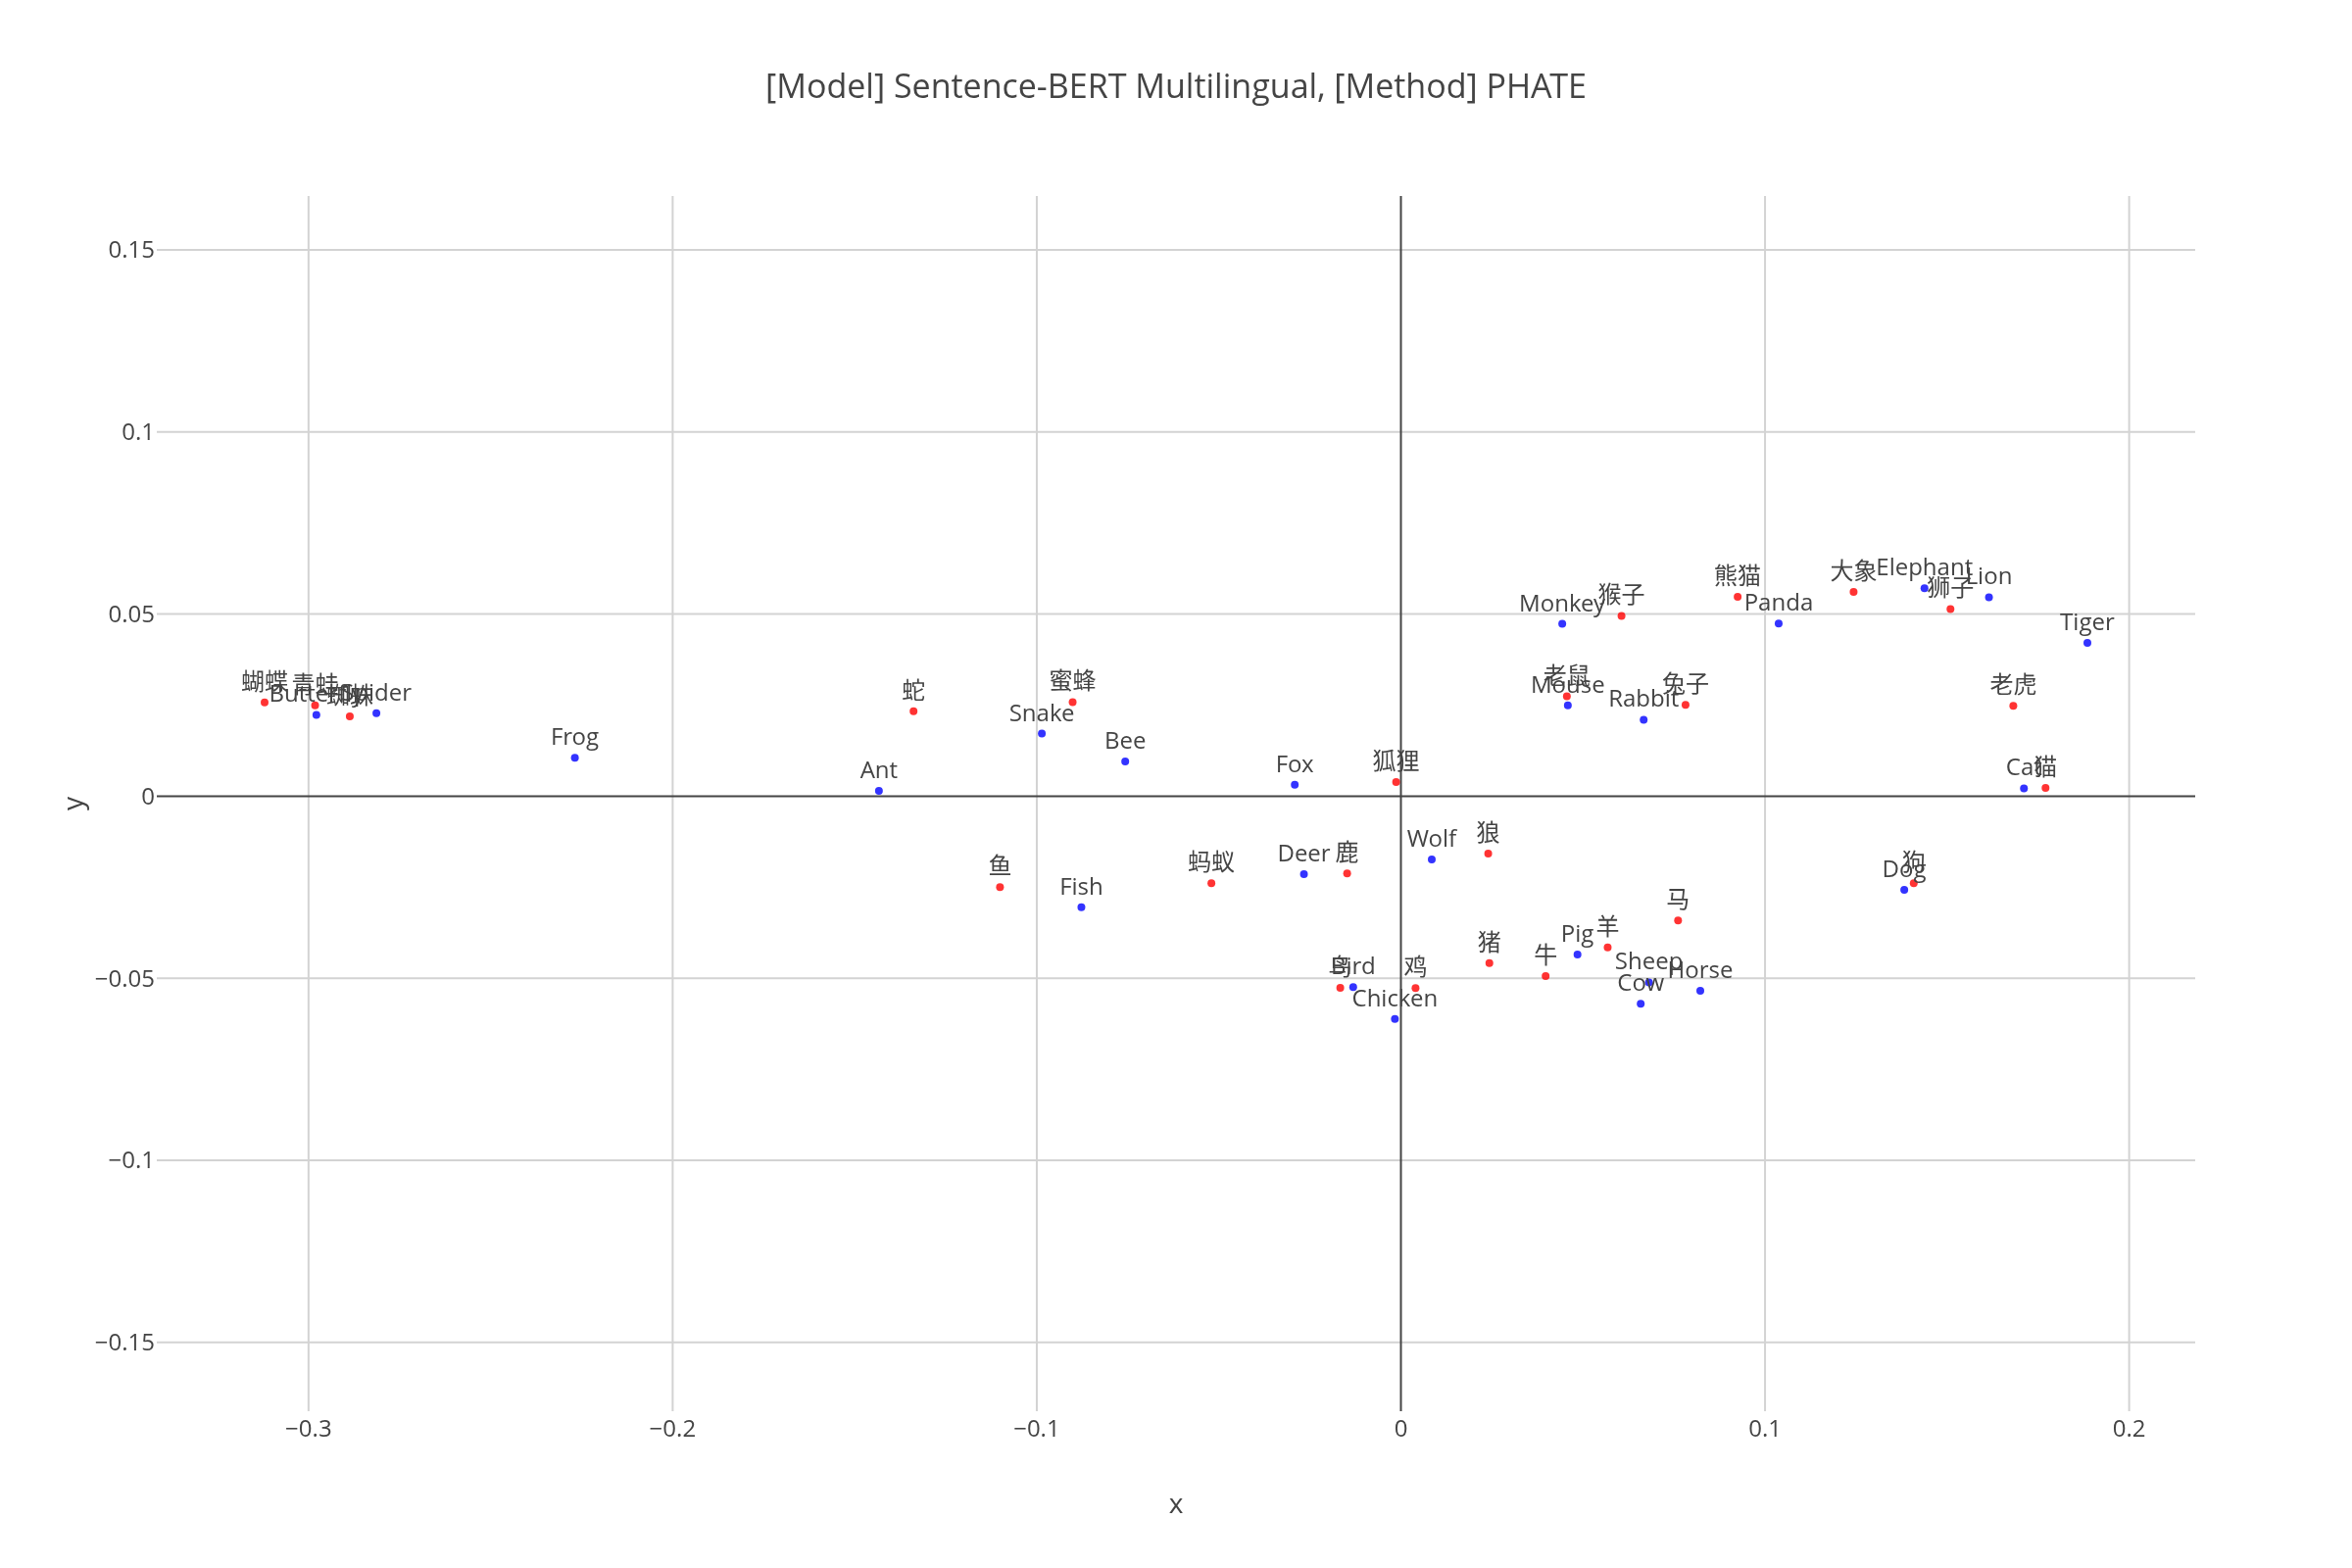 [Model] Sentence-BERT Multilingual, [Method] PHATE
0.15
0.1
0.05
0
−0.05
−0.1
−0.15
y
Elephant
大象
熊猫
Lion
狮子
猴子
Monkey
Panda
Tiger
老鼠
Mouse
兔子
Rabbit
老虎
蝴蝶
青蛙
Butterfly
蜘蛛
Spider
蛇
蜜蜂
Snake
Frog
Bee
Ant
Fox
狐狸
Cat
猫
Wolf
狼
Deer
鹿
蚂蚁
鱼
Fish
狗
Dog
马
羊
Pig
猪
牛
Sheep
Horse
Cow
鸟
Bird
鸡
Chicken
−0.3
−0.2
−0.1
0
0.1
0.2
x